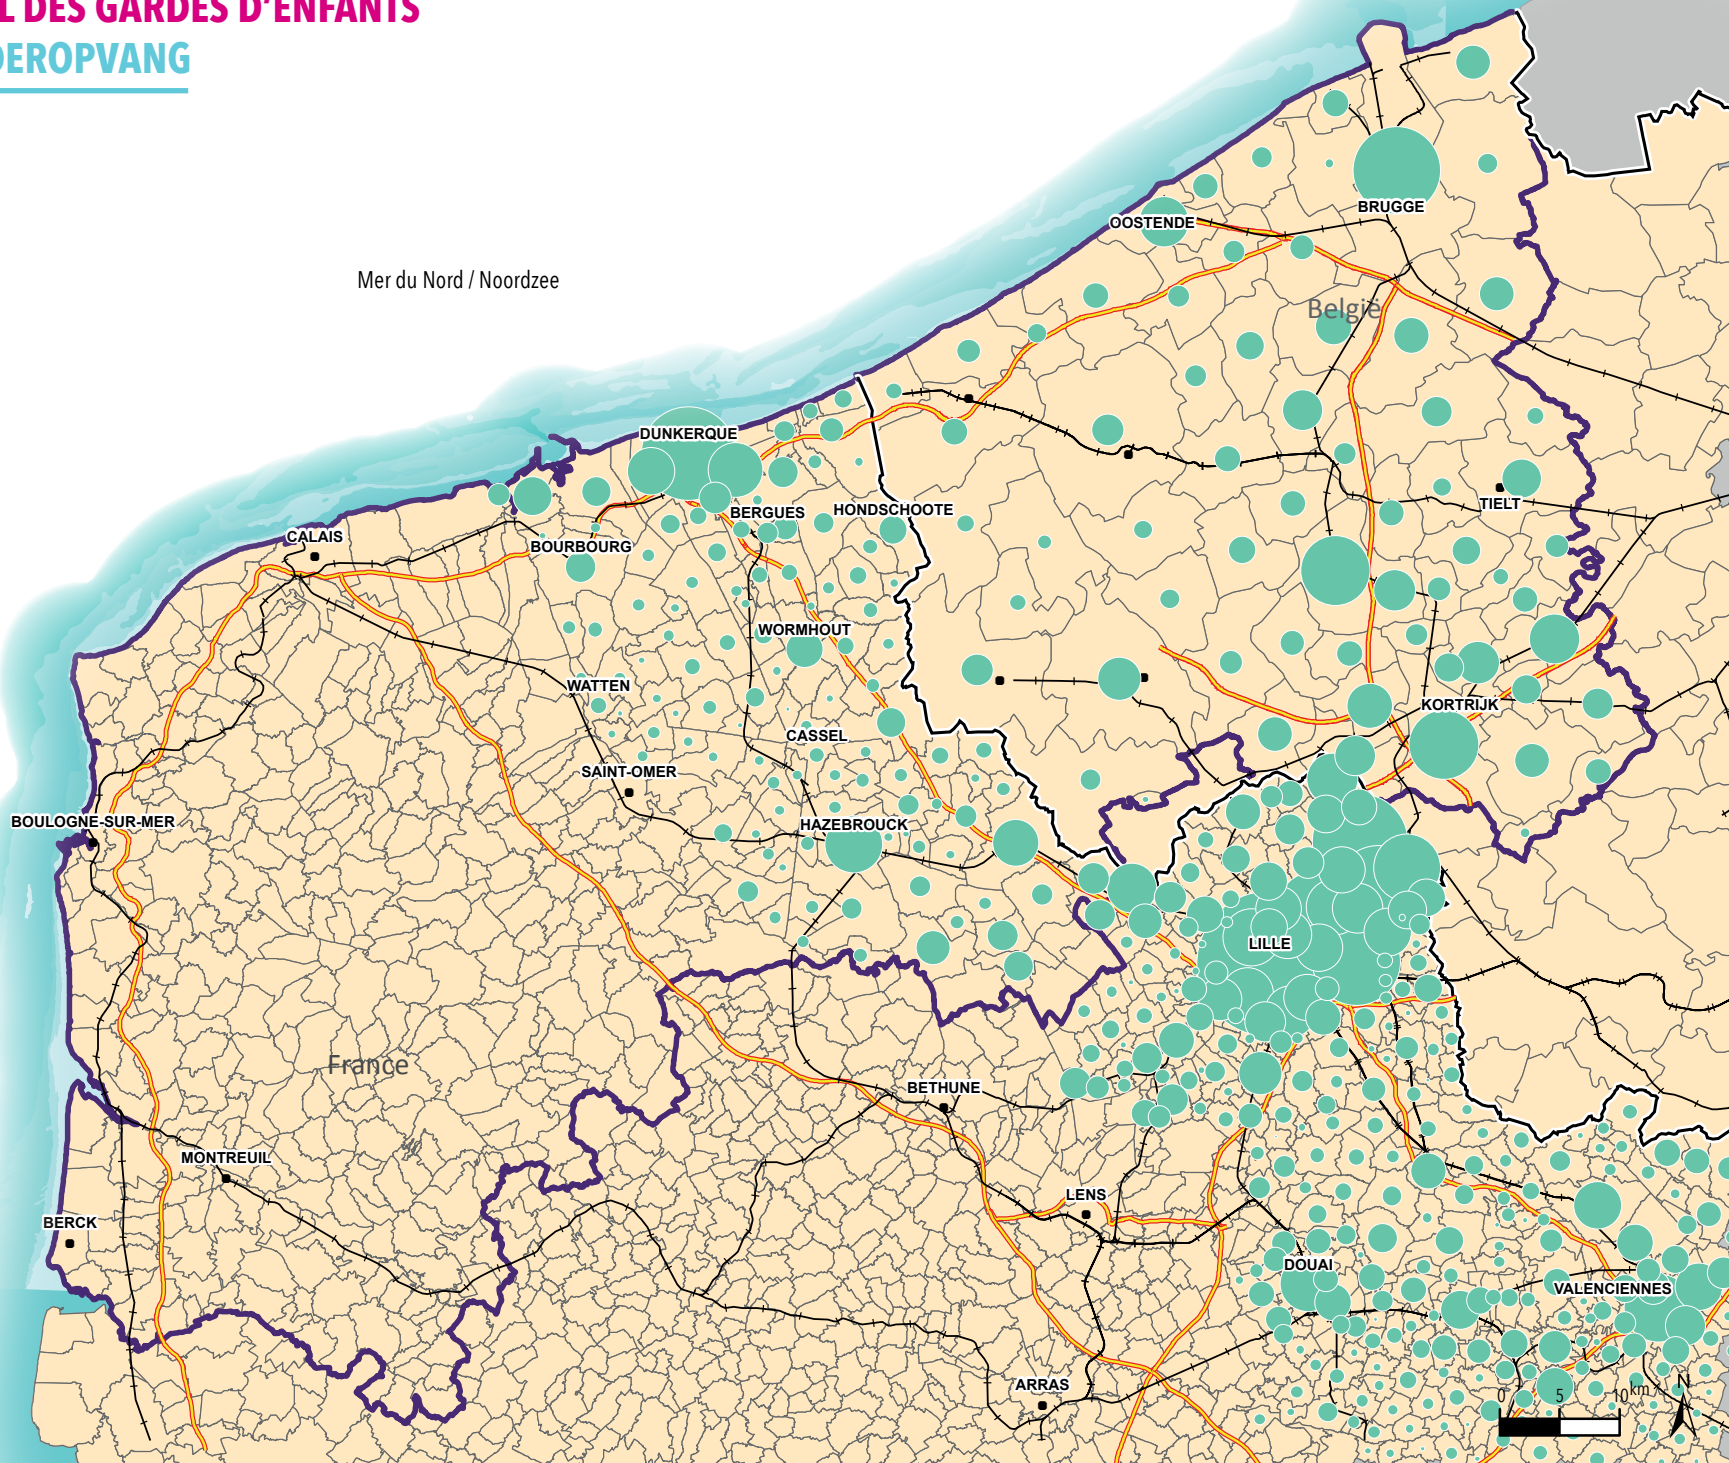 L DES GARDES D'ENFANTS
DEROPVANG
Mer du Nord / Noordzee
BRUGGE
OOSTENDE
België
DUNKERQUE
TIELT
BERGUES
HONDSCHOOTE
CALAIS
BOURBOURG
WORMHOUT
WATTEN
KORTRIJK
CASSEL
SAINT-OMER
BOULOGNE-SUR-MER
HAZEBROUCK
LILLE
France
BETHUNE
MONTREUIL
LENS
BERCK
DOUAI
VALENCIENNES
ARRAS
N
0 5 10 km